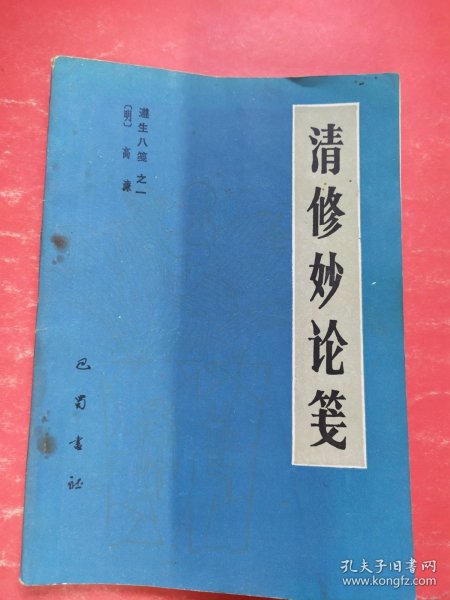 清修妙论笺
遵生八笺 之一
〔明〕 高濂
巴蜀书社
孔夫子旧书网
www.kongfz.com